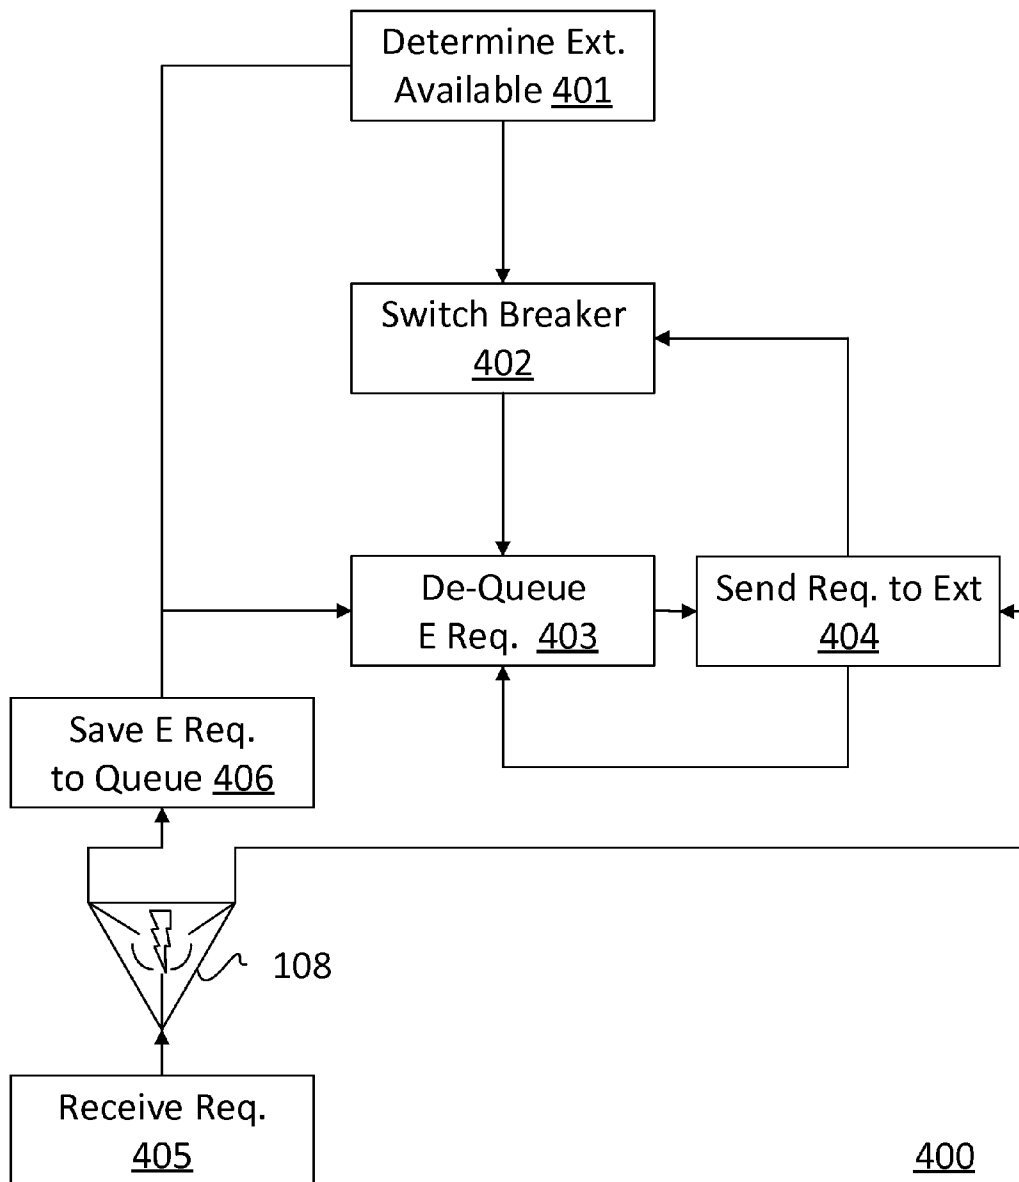 Determine Ext.
Available 401
Switch Breaker
402
De-Queue
E Req. 403
Send Req. to Ext
404
Save E Req.
to Queue 406
108
Receive Req.
405
400